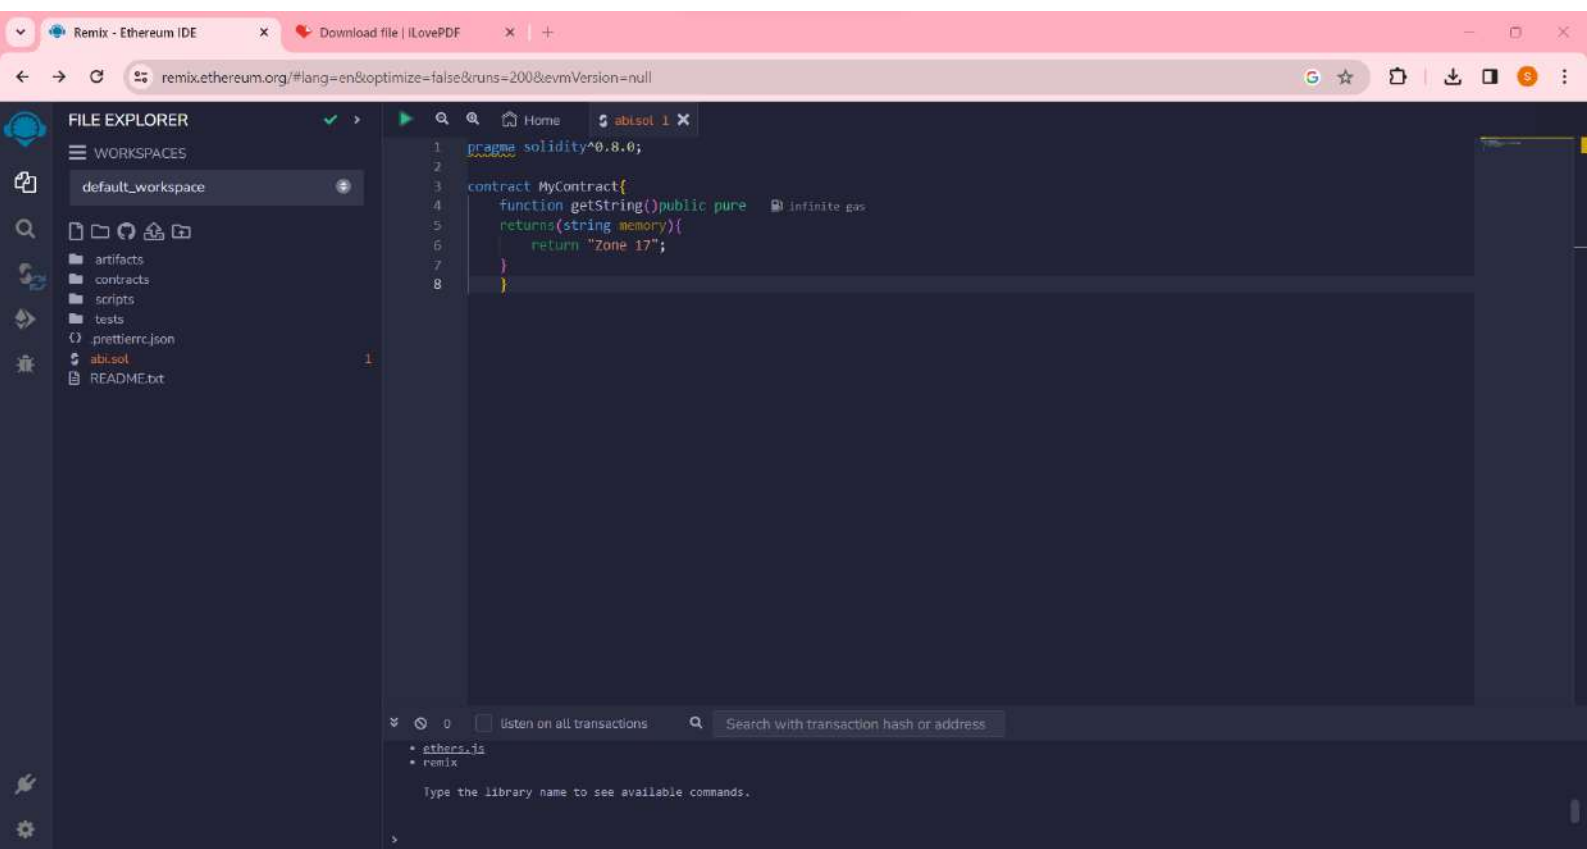 Remix - Ethereum IDE
Download file | iLovePDF
remix.ethereum.org/#lang=en&optimize=false&runs=200&evmVersion=null
S
FILE EXPLORER
WORKSPACES
default_workspace
artifacts
contracts
scripts
tests
.prettierrc.json
abi.sol 1
README.txt
Home
abi.sol 1
1 pragma solidity^0.8.0;
2
3 contract MyContract{
4 function getString()public pure infinite gas
5 returns(string memory){
6 return "Zone 17";
7 }
8 }
0 listen on all transactions Search with transaction hash or address
• ethers.js
• remix
Type the library name to see available commands.
>